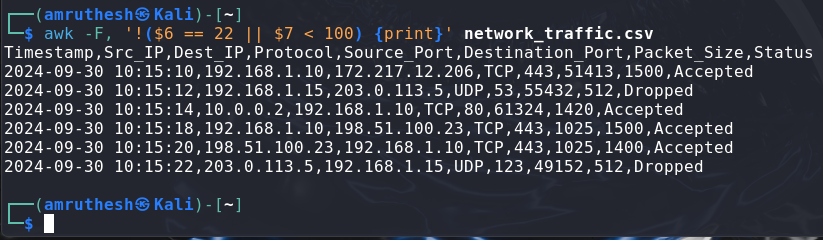 ┌──(amruthesh㉿Kali)-[~]
└─$ awk -F, '!($6 == 22 || $7 < 100) {print}' network_traffic.csv
Timestamp,Src_IP,Dest_IP,Protocol,Source_Port,Destination_Port,Packet_Size,Status
2024-09-30 10:15:10,192.168.1.10,172.217.12.206,TCP,443,51413,1500,Accepted
2024-09-30 10:15:12,192.168.1.15,203.0.113.5,UDP,53,55432,512,Dropped
2024-09-30 10:15:14,10.0.0.2,192.168.1.10,TCP,80,61324,1420,Accepted
2024-09-30 10:15:18,192.168.1.10,198.51.100.23,TCP,443,1025,1500,Accepted
2024-09-30 10:15:20,198.51.100.23,192.168.1.10,TCP,443,1025,1400,Accepted
2024-09-30 10:15:22,203.0.113.5,192.168.1.15,UDP,123,49152,512,Dropped
┌──(amruthesh㉿Kali)-[~]
└─$